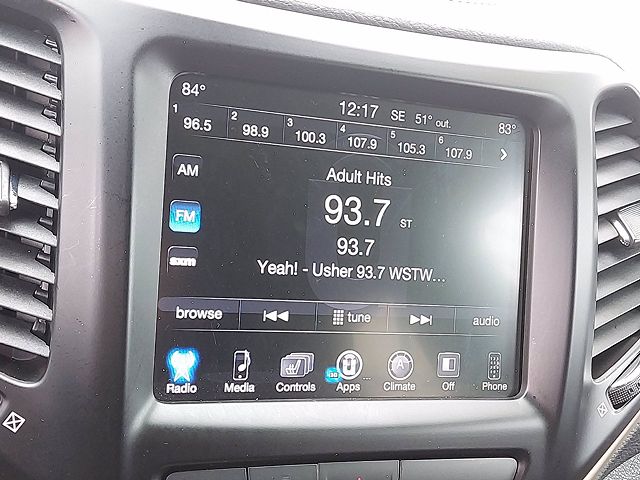 84° 12:17 SE 51° out. 83°
1 96.5 2 98.9 3 100.3 4 107.9 5 105.3 6 107.9
AM
Adult Hits
FM
93.7 ST
93.7
sxm
Yeah! - Usher 93.7 WSTW...
browse tune audio
Radio Media Controls Apps Climate Off Phone
A